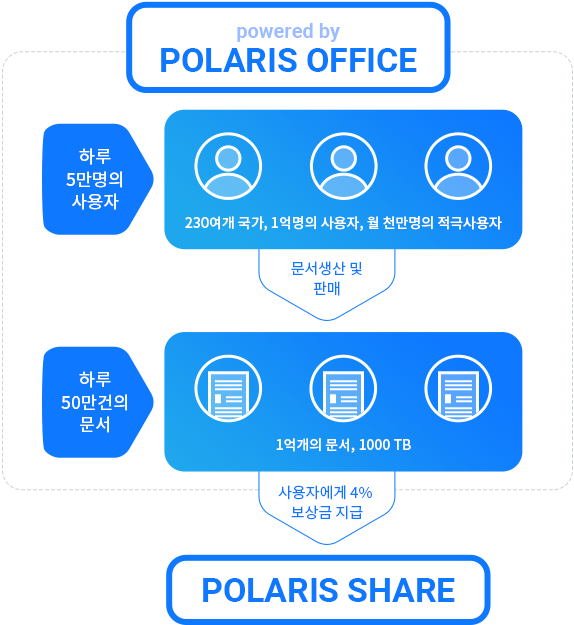 powered by
POLARIS OFFICE
하루
5만명의
사용자
230여개 국가, 1억명의 사용자, 월 천만명의 적극사용자
문서생산 및
판매
하루
50만건의
문서
1억개의 문서, 1000 TB
사용자에게 4%
보상금 지급
POLARIS SHARE